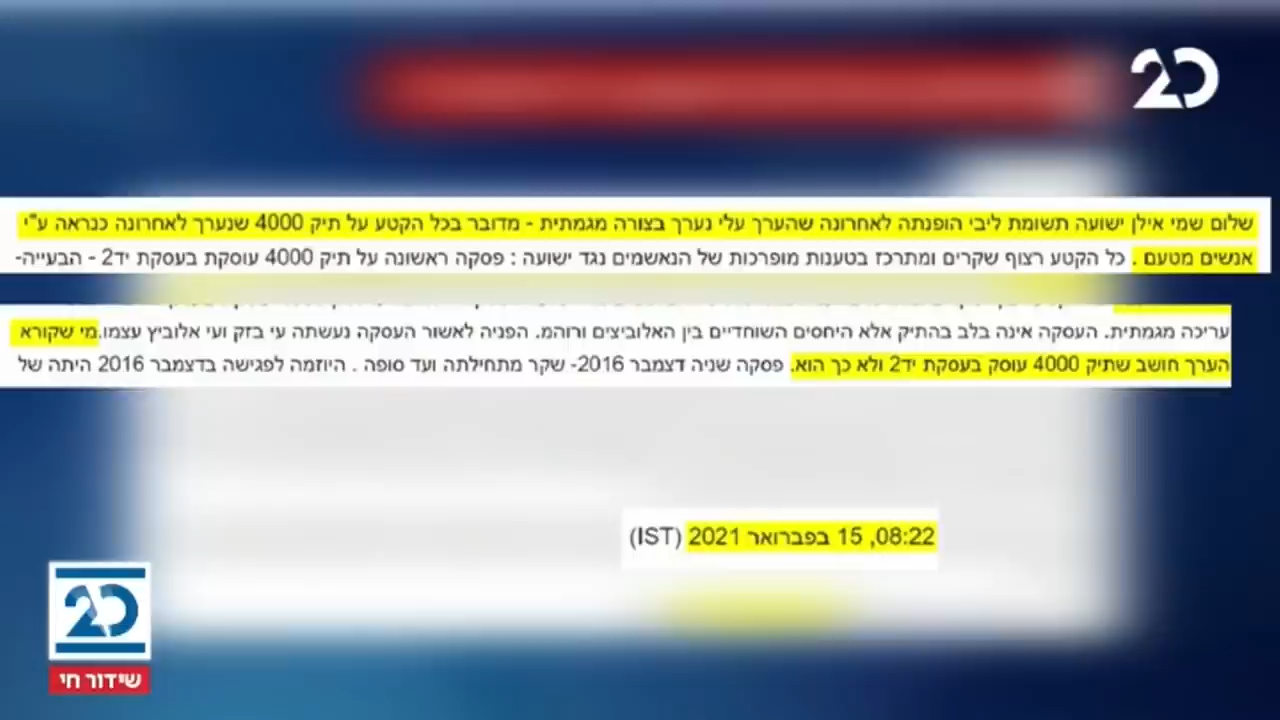 20
שלום שמי אילן ישועה תשומת ליבי הופנתה לאחרונה שהערך עלי נערך בצורה מגמתית - מדובר בכל הקטע על תיק 4000 שנערך לאחרונה כנראה ע"י
אנשים מטעם . כל הקטע רצוף שקרים ומתרכז בטענות מופרכות של הנאשמים נגד ישועה : פסקה ראשונה על תיק 4000 עוסקת בעסקת יד2 - הבעייה-
עריכה מגמתית. העסקה אינה בלב בהתיק אלא היחסים השוחדיים בין האלוביצים ורוהמ. הפניה לאשור העסקה נעשתה עי בזק ועי אלוביץ עצמו.מי שקורא
הערך חושב שתיק 4000 עוסק בעסקת יד2 ולא כך הוא. פסקה שניה דצמבר 2016- שקר מתחילתה ועד סופה . היוזמה לפגישה בדצמבר 2016 היתה של
08:22, 15 בפברואר 2021 (IST)
20
שידור חי